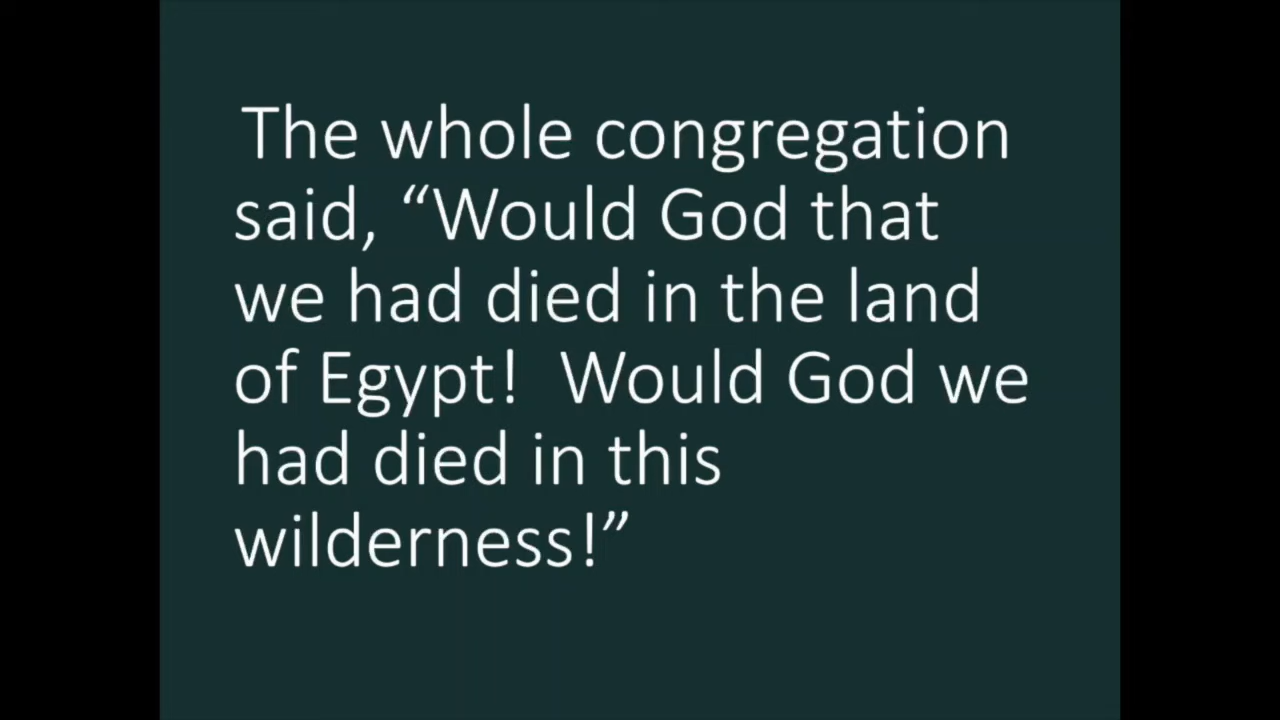 The whole congregation
said, “Would God that
we had died in the land
of Egypt!  Would God we
had died in this
wilderness!”